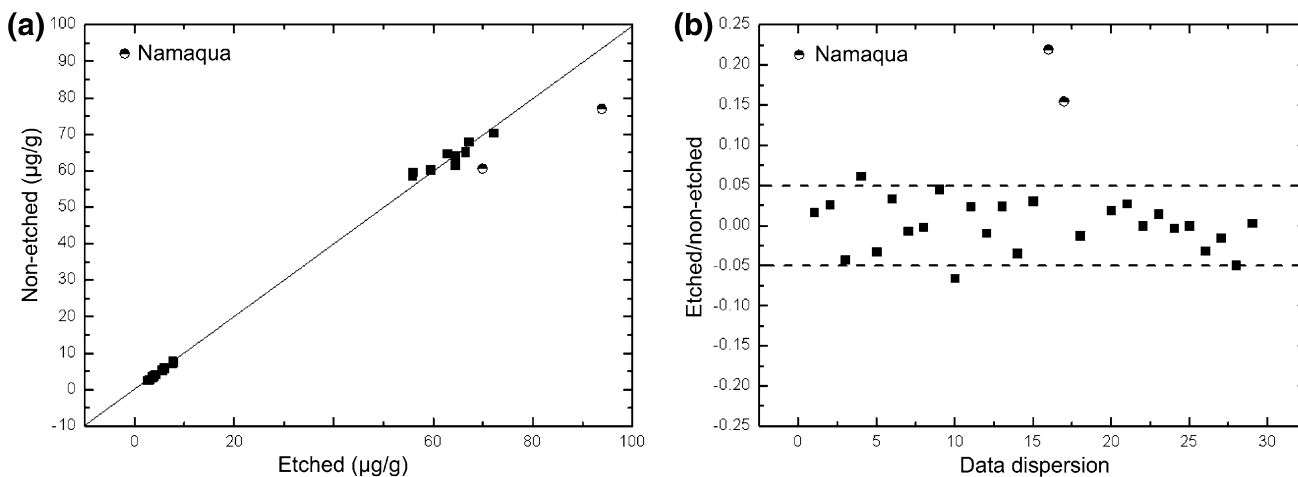 (a)
100
90
80
70
60
50
40
30
20
10
0
-10
Non-etched (µg/g)
Namaqua
0 20 40 60 80 100
Etched (µg/g)
(b)
0.25
0.20
0.15
0.10
0.05
0.00
-0.05
-0.10
-0.15
-0.20
-0.25
Etched/non-etched
Namaqua
0 5 10 15 20 25 30
Data dispersion